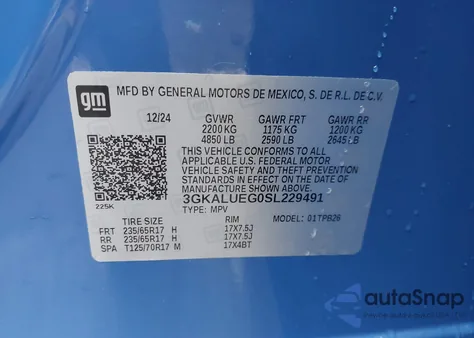 gm
MFD BY GENERAL MOTORS DE MEXICO, S. DE R.L. DE C.V.
12/24 GVWR GAWR FRT GAWR RR
2200 KG 1175 KG 1200 KG
4850 LB 2590 LB 2645 LB
THIS VEHICLE CONFORMS TO ALL
APPLICABLE U.S. FEDERAL MOTOR
VEHICLE SAFETY AND THEFT
PREVENTION STANDARDS IN EFFECT
ON THE DATE OF MANUFACTURE
SHOWN ABOVE.
3GKALUEG0SL229491
TYPE: MPV MODEL: 01TPB26
225K
TIRE SIZE RIM
FRT 235/65R17 H 17X7.5J
RR 235/65R17 H 17X7.5J
SPA T125/70R17 M 17X4BT
autoSnap